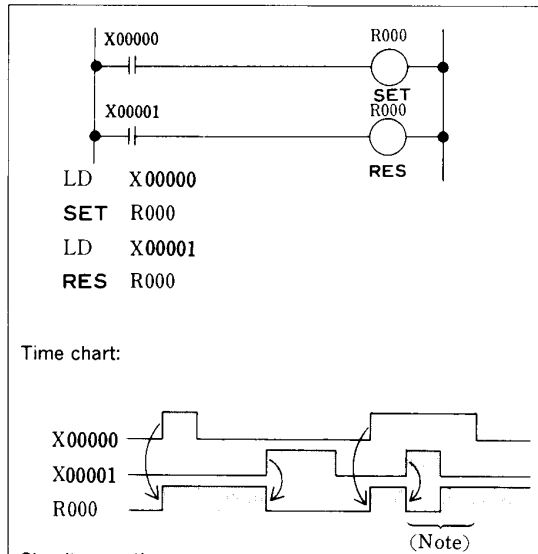 X00000
R000
SET
X00001
R000
RES
LD X00000
SET R000
LD X00001
RES R000
Time chart:
X00000
X00001
R000
(Note)